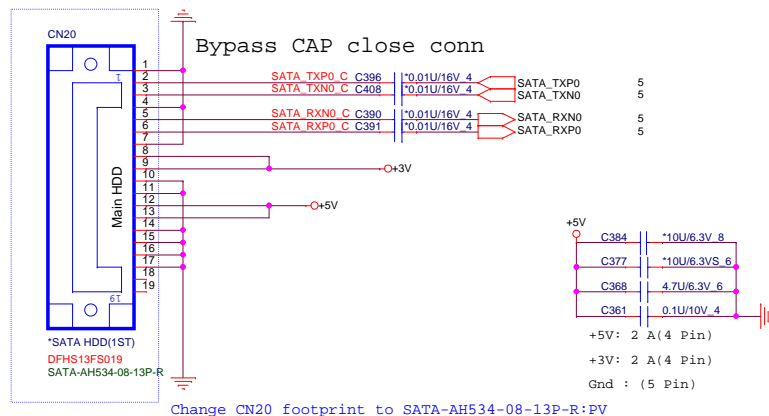 CN20
Bypass CAP close conn
1
1
2
3
4
5
6
7
8
9
10
11
12
13
14
15
16
17
18
19
19
Main HDD
SATA_TXP0_C C396 *0.01U/16V_4 SATA_TXP0 5
SATA_TXN0_C C408 *0.01U/16V_4 SATA_TXN0 5
SATA_RXN0_C C390 *0.01U/16V_4 SATA_RXN0 5
SATA_RXP0_C C391 *0.01U/16V_4 SATA_RXP0 5
+3V
+5V
+5V
C384 *10U/6.3V_8
C377 *10U/6.3VS_6
C368 4.7U/6.3V_6
C361 0.1U/10V_4
+5V: 2 A(4 Pin)
+3V: 2 A(4 Pin)
Gnd : (5 Pin)
*SATA HDD(1ST)
DFHS13FS019
SATA-AH534-08-13P-R
Change CN20 footprint to SATA-AH534-08-13P-R:PV